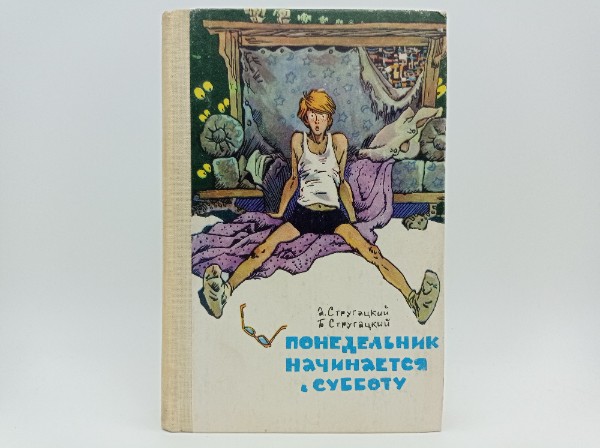 А. Стругацкий
Б. Стругацкий
ПОНЕДЕЛЬНИК
НАЧИНАЕТСЯ
в СУББОТУ